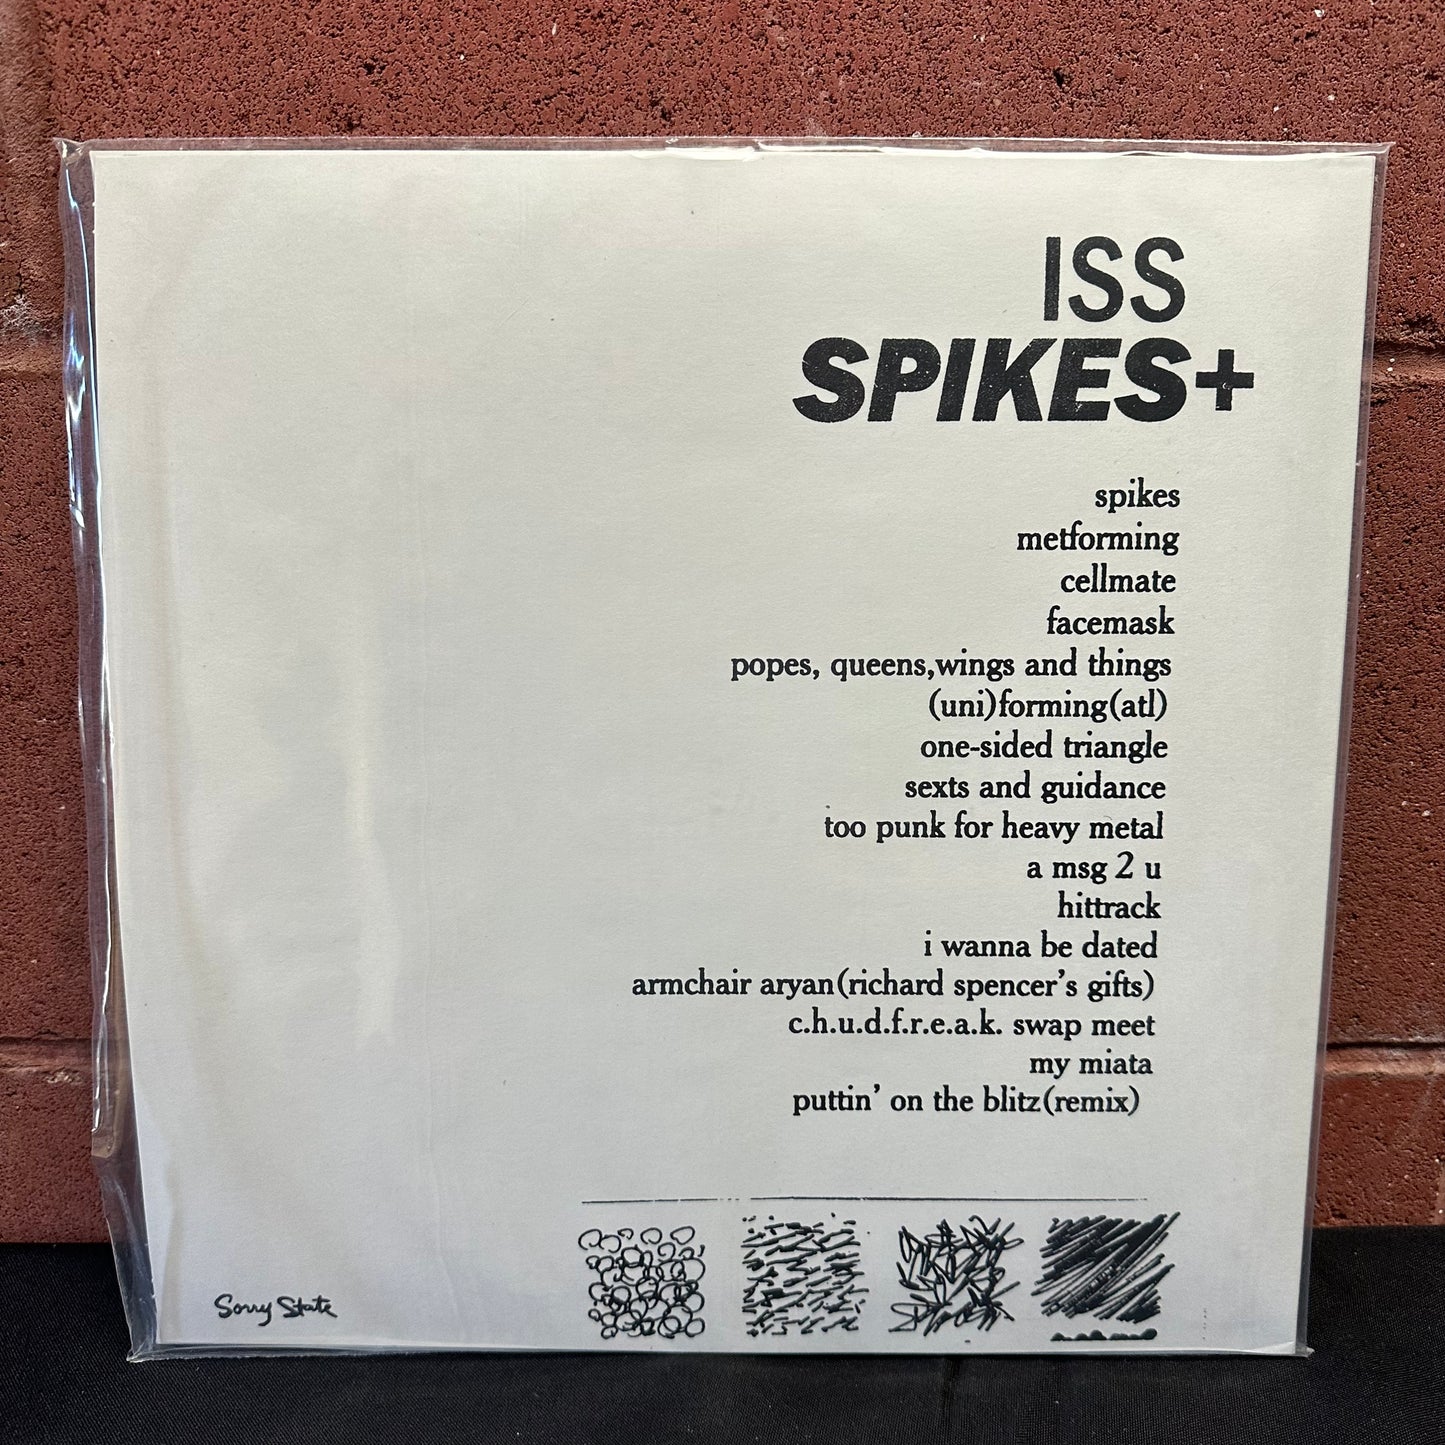 ISS
SPIKES+
spikes
metforming
cellmate
facemask
popes, queens,wings and things
(uni)forming(atl)
one-sided triangle
sexts and guidance
too punk for heavy metal
a msg 2 u
hittrack
i wanna be dated
armchair aryan(richard spencer's gifts)
c.h.u.d.f.r.e.a.k. swap meet
my miata
puttin' on the blitz(remix)
Sorry State